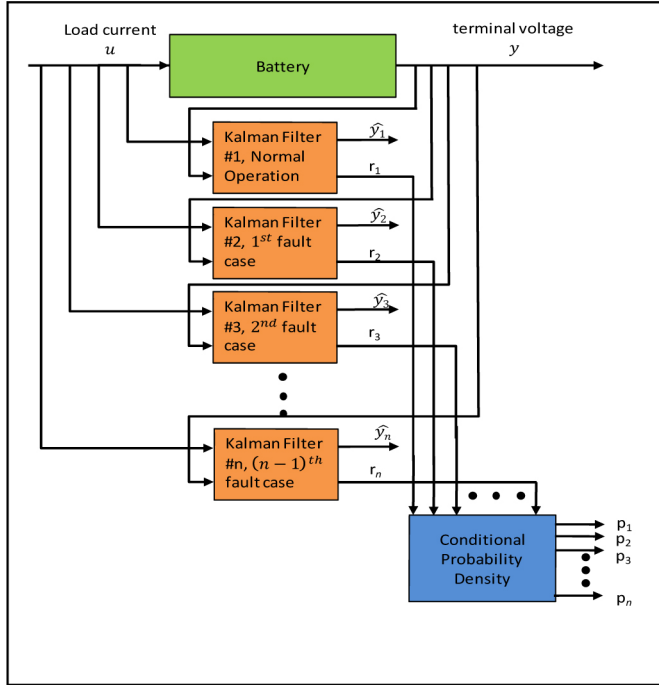 Load current
u
terminal voltage
y
Battery
Kalman Filter
#1, Normal
Operation
ŷ₁
r₁
Kalman Filter
#2, 1ˢᵗ fault
case
ŷ₂
r₂
Kalman Filter
#3, 2ⁿᵈ fault
case
ŷ₃
r₃
Kalman Filter
#n, (n − 1)ᵗʰ
fault case
ŷₙ
rₙ
Conditional
Probability
Density
p₁
p₂
p₃
pₙ